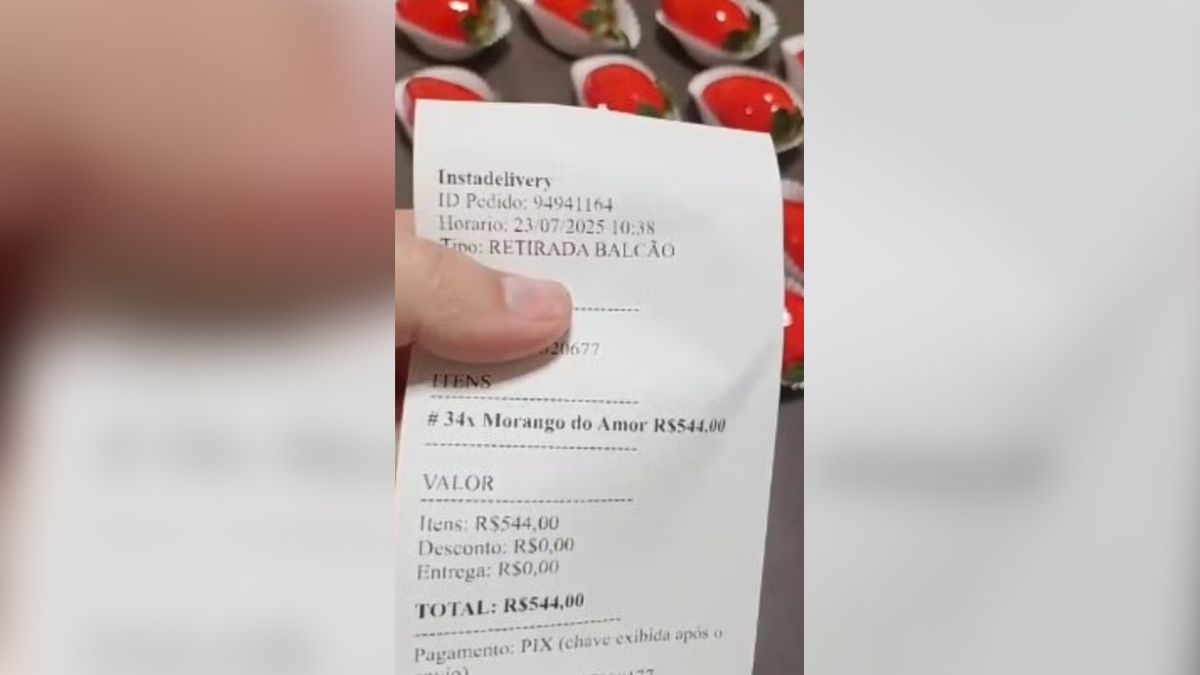 Instadelivery
ID Pedido: 94941164
Horario: 23/07/2025 10:38
Tipo: RETIRADA BALCÃO
---------
20677
ITENS
--------------------------------
# 34x Morango do Amor R$544,00
--------------------------------
VALOR
--------------------------------
Itens: R$544,00
Desconto: R$0,00
Entrega: R$0,00
TOTAL: R$544,00
--------------------------------
Pagamento: PIX (chave exibida após o